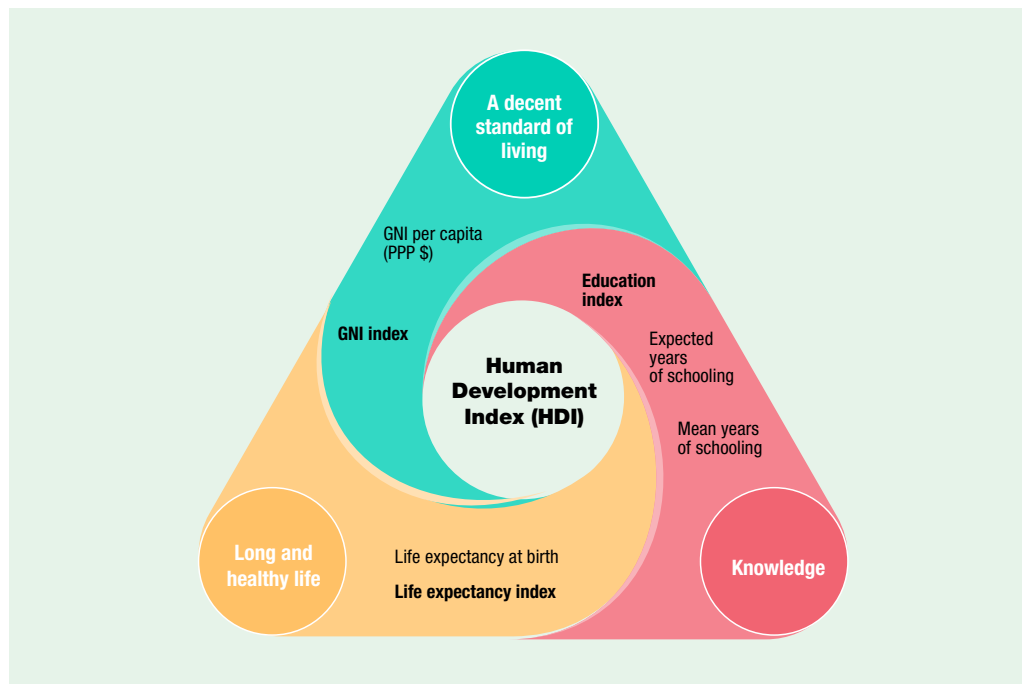 A decent
standard of
living
GNI per capita
(PPP $)
GNI index
Education
index
Expected
years
of schooling
Mean years
of schooling
Human
Development
Index (HDI)
Long and
healthy life
Life expectancy at birth
Life expectancy index
Knowledge